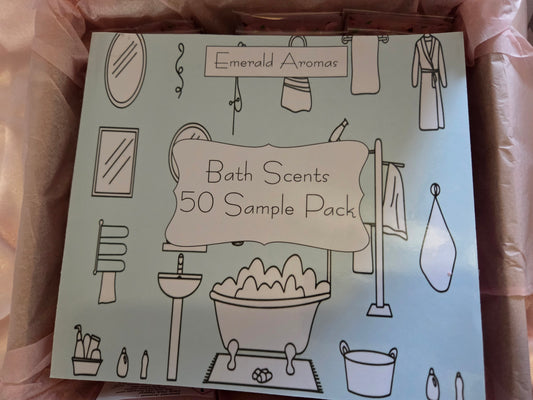 Emerald Aromas
Bath Scents
50 Sample Pack